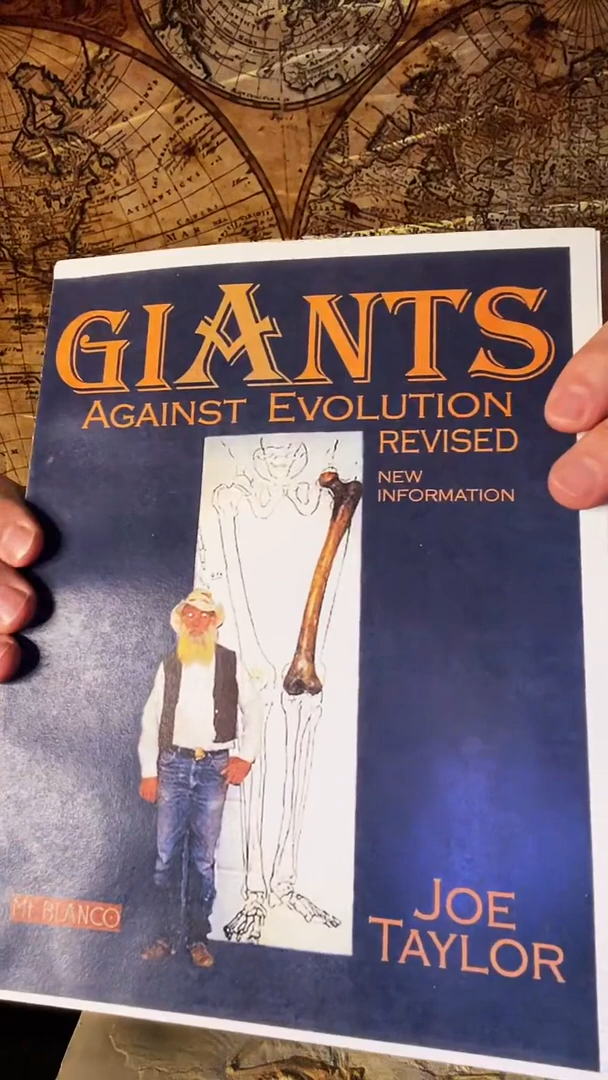 GIANTS
AGAINST EVOLUTION
REVISED
NEW
INFORMATION
Mt. BLANCO
JOE
TAYLOR